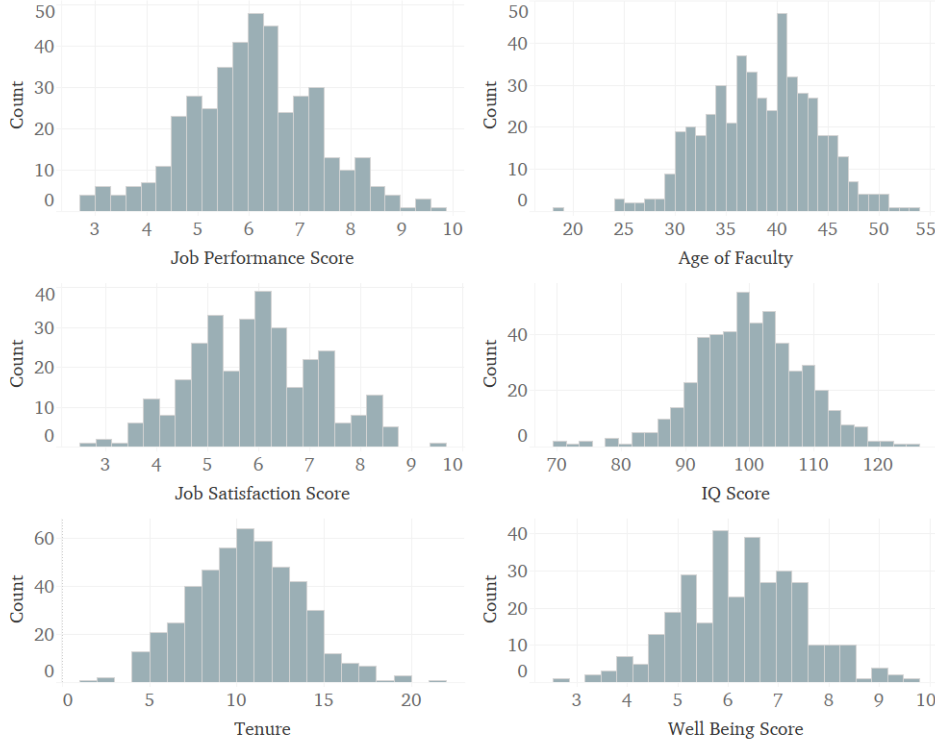 50
40
30
20
10
0
Count
3 4 5 6 7 8 9 10
Job Performance Score
50
40
30
20
10
0
Count
20 25 30 35 40 45 50 55
Age of Faculty
40
30
20
10
0
Count
3 4 5 6 7 8 9 10
Job Satisfaction Score
40
20
0
Count
70 80 90 100 110 120
IQ Score
60
40
20
0
Count
0 5 10 15 20
Tenure
40
30
20
10
0
Count
3 4 5 6 7 8 9 10
Well Being Score